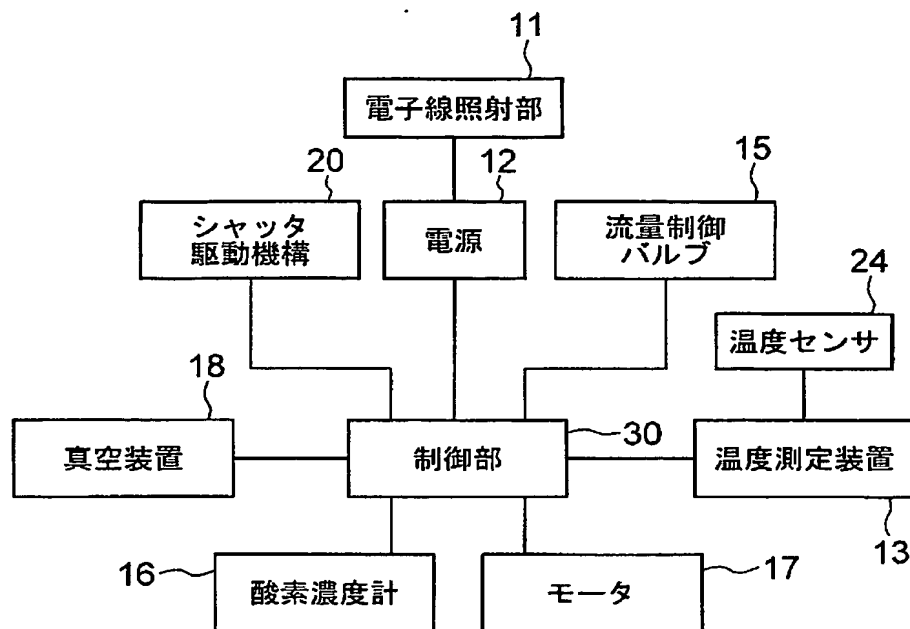 11
電子線照射部
20
12
15
シャッタ
駆動機構
電源
流量制御
バルブ
24
温度センサ
18
真空装置
制御部
30
温度測定装置
13
16
酸素濃度計
モータ
17